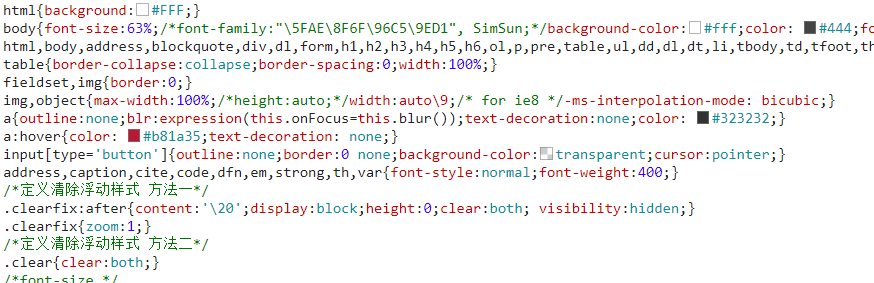 html{background:#FFF;}
body{font-size:63%;/*font-family:"\5FAE\8F6F\96C5\9ED1", SimSun;*/background-color:#fff;color: #444;fo
html,body,address,blockquote,div,dl,form,h1,h2,h3,h4,h5,h6,ol,p,pre,table,ul,dd,dl,dt,li,tbody,td,tfoot,th
table{border-collapse:collapse;border-spacing:0;width:100%;}
fieldset,img{border:0;}
img,object{max-width:100%;/*height:auto;*/width:auto\9;/* for ie8 */-ms-interpolation-mode: bicubic;}
a{outline:none;blr:expression(this.onFocus=this.blur());text-decoration:none;color: #323232;}
a:hover{color: #b81a35;text-decoration: none;}
input[type='button']{outline:none;border:0 none;background-color:transparent;cursor:pointer;}
address,caption,cite,code,dfn,em,strong,th,var{font-style:normal;font-weight:400;}
/*定义清除浮动样式 方法一*/
.clearfix:after{content:'\20';display:block;height:0;clear:both; visibility:hidden;}
.clearfix{zoom:1;}
/*定义清除浮动样式 方法二*/
.clear{clear:both;}
/*font-size */